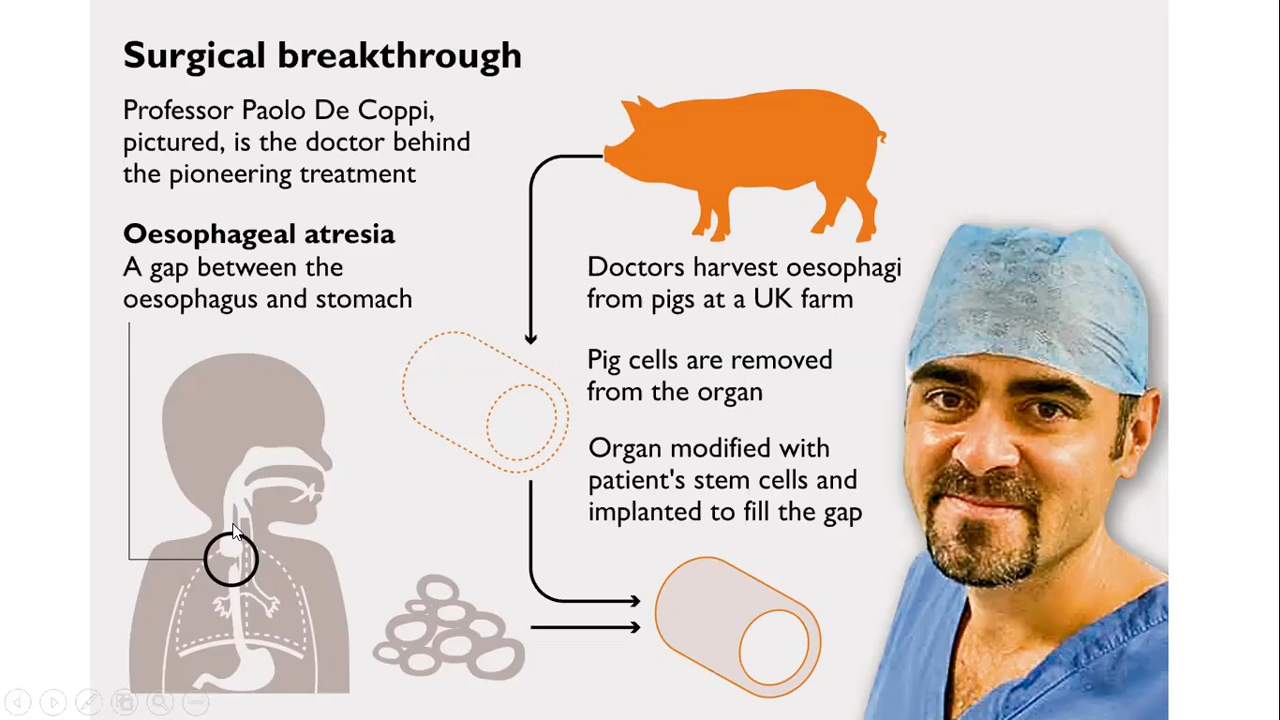 Surgical breakthrough
Professor Paolo De Coppi,
pictured, is the doctor behind
the pioneering treatment
Oesophageal atresia
A gap between the
oesophagus and stomach
Doctors harvest oesophagi
from pigs at a UK farm
Pig cells are removed
from the organ
Organ modified with
patient's stem cells and
implanted to fill the gap